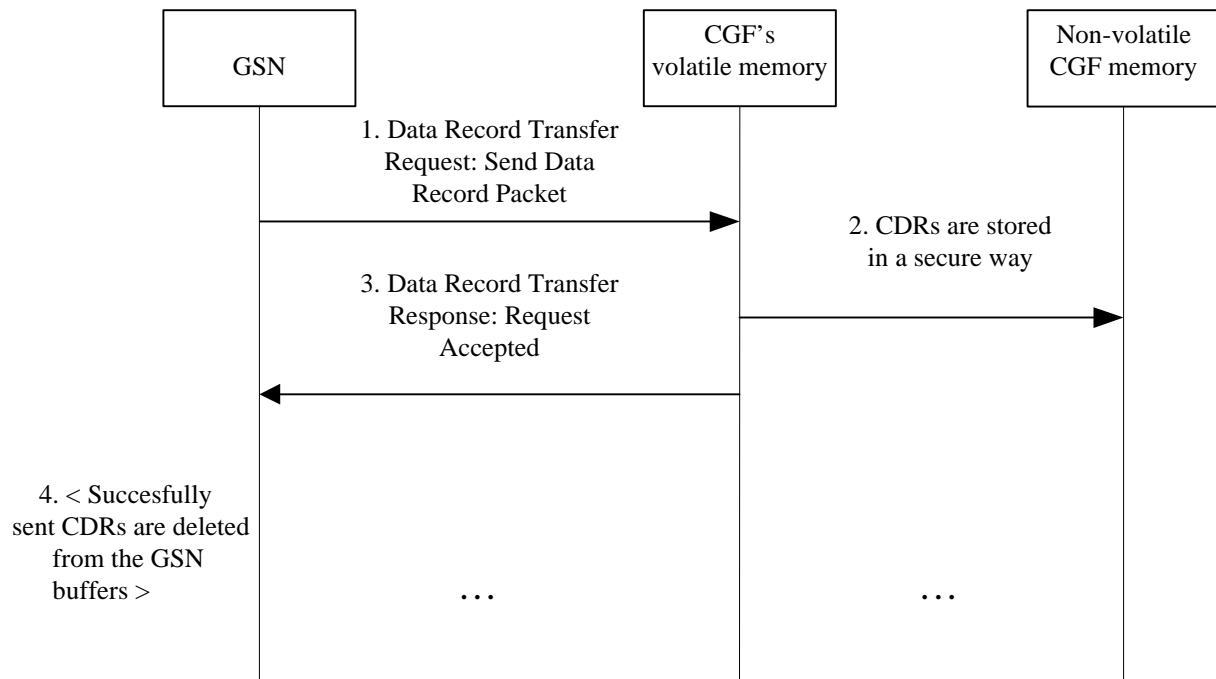 GSN
CGF’s
volatile memory
Non-volatile
CGF memory
1. Data Record Transfer
Request: Send Data
Record Packet
2. CDRs are stored
in a secure way
3. Data Record Transfer
Response: Request
Accepted
4. < Succesfully
sent CDRs are deleted
from the GSN
buffers >
...
...